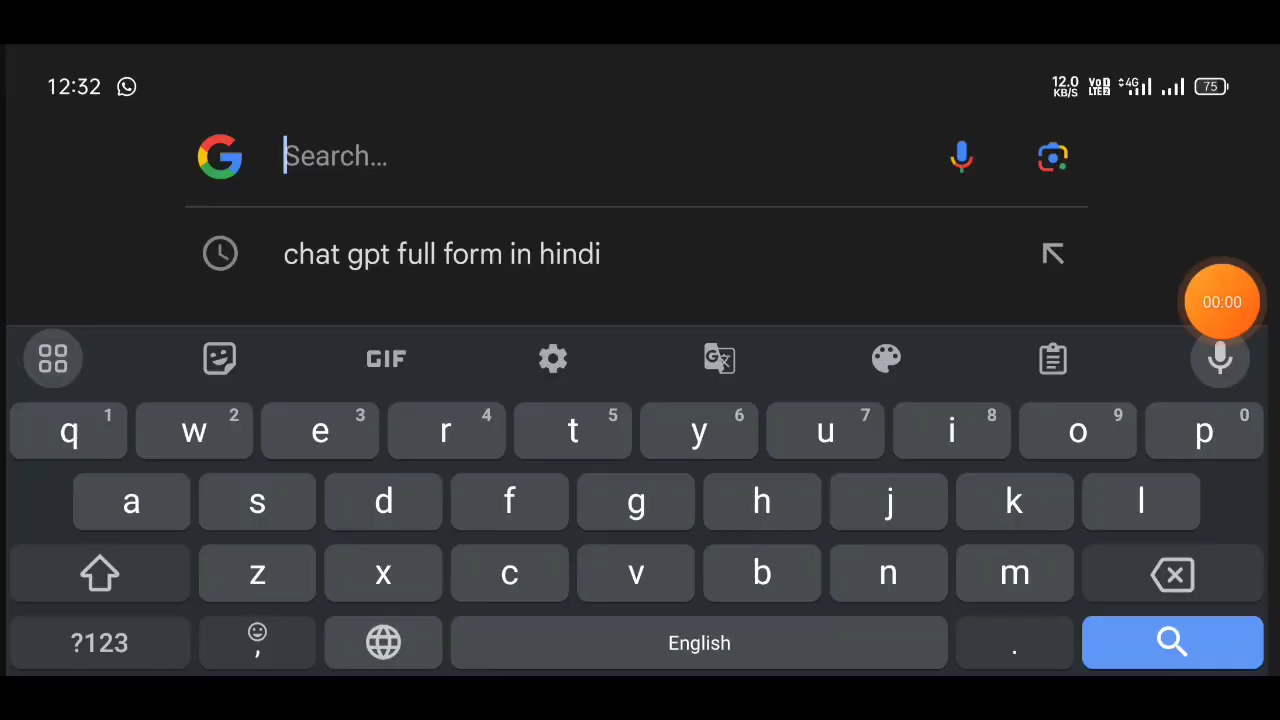 12:32
12.0 KB/S VoD LTE2 4G 75
Search...
chat gpt full form in hindi
00:00
GIF
q 1 w 2 e 3 r 4 t 5 y 6 u 7 i 8 o 9 p 0
a s d f g h j k l
z x c v b n m
?123 , English .